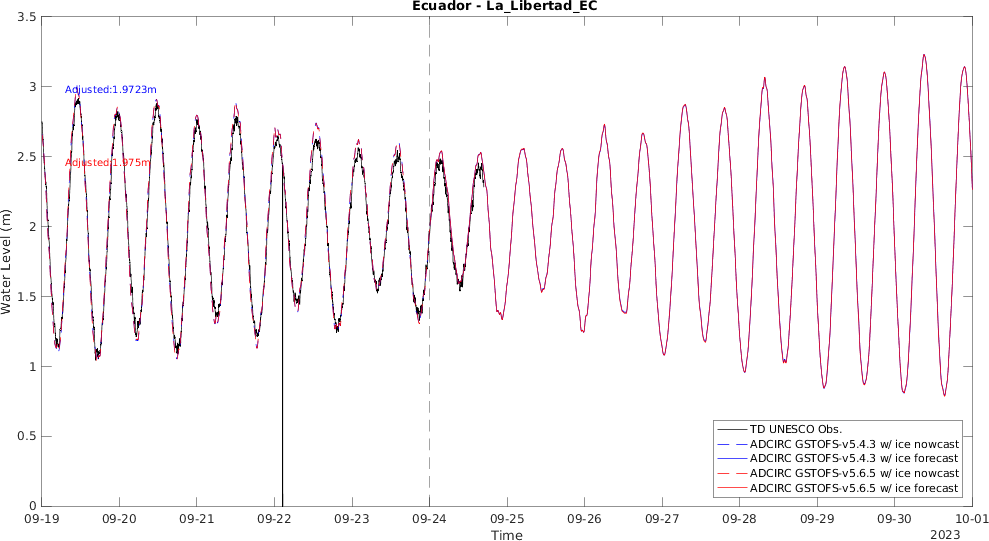 Ecuador - La_Libertad_EC
3.5
3
2.5
2
1.5
1
0.5
0
Water Level (m)
Adjusted:1.9723m
Adjusted:1.975m
TD UNESCO Obs.
ADCIRC GSTOFS-v5.4.3 w/ ice nowcast
ADCIRC GSTOFS-v5.4.3 w/ ice forecast
ADCIRC GSTOFS-v5.6.5 w/ ice nowcast
ADCIRC GSTOFS-v5.6.5 w/ ice forecast
09-19 09-20 09-21 09-22 09-23 09-24 09-25 09-26 09-27 09-28 09-29 09-30 10-01
Time
2023